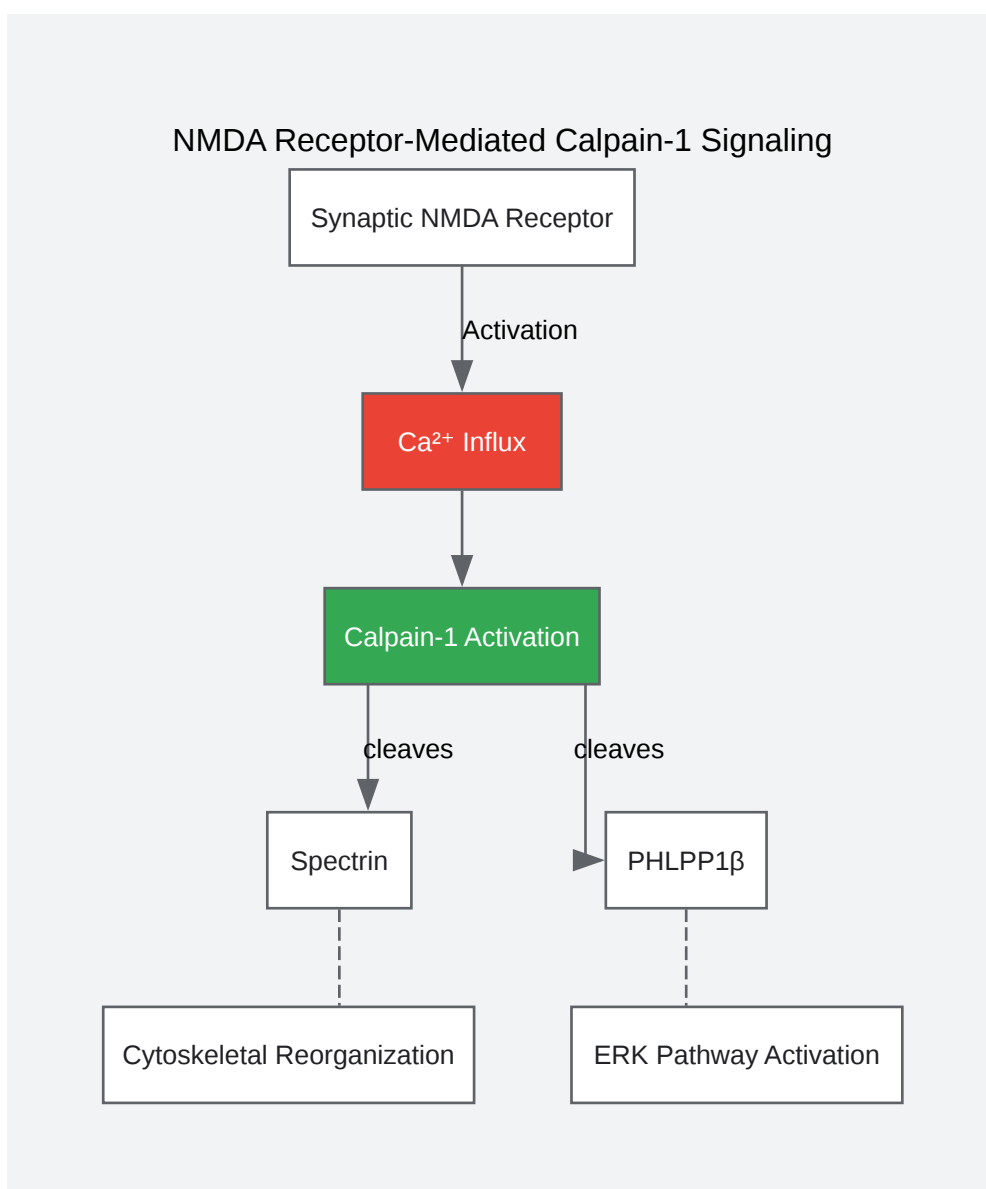 NMDA Receptor-Mediated Calpain-1 Signaling
Synaptic NMDA Receptor
Activation
Ca²⁺ Influx
Calpain-1 Activation
cleaves
cleaves
Spectrin
PHLPP1β
Cytoskeletal Reorganization
ERK Pathway Activation